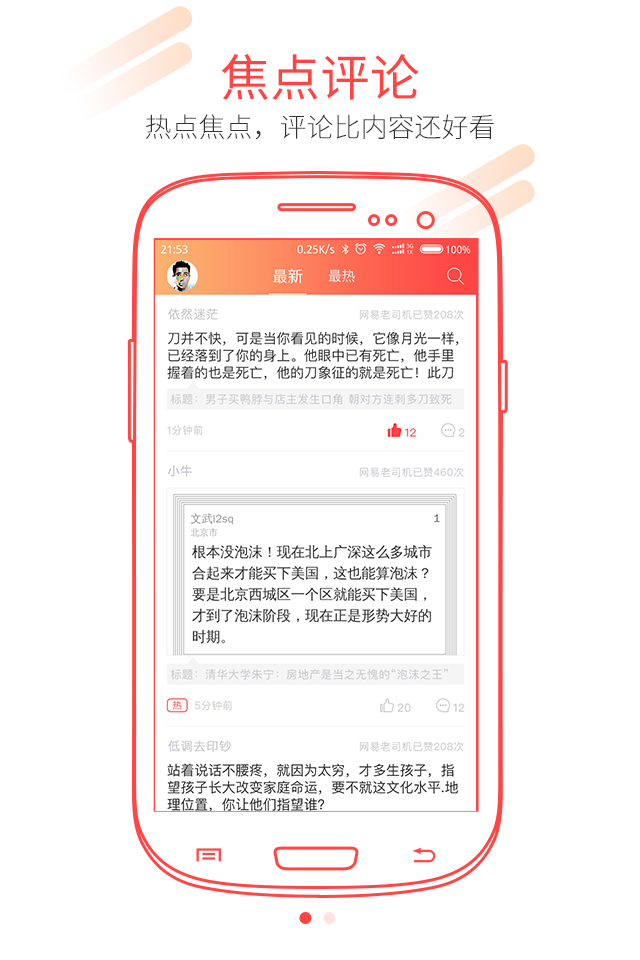 焦点评论
热点焦点，评论比内容还好看
21:53 0.25K/s 3G 1X 100%
最新 最热
依然迷茫 网易老司机已赞208次
刀并不快，可是当你看见的时候，它像月光一样，
已经落到了你的身上。他眼中已有死亡，他手里
握着的也是死亡，他的刀象征的就是死亡！此刀
标题：男子买鸭脖与店主发生口角 朝对方连刺多刀致死
1分钟前 12 2
小牛 网易老司机已赞460次
文武l2sq 1
北京市
根本没泡沫！现在北上广深这么多城市
合起来才能买下美国，这也能算泡沫？
要是北京西城区一个区就能买下美国，
才到了泡沫阶段，现在正是形势大好的
时期。
标题：清华大学朱宁：房地产是当之无愧的“泡沫之王”
热 5分钟前 20 12
低调去印钞 网易老司机已赞208次
站着说话不腰疼，就因为太穷，才多生孩子，指
望孩子长大改变家庭命运，要不就这文化水平.地
理位置，你让他们指望谁?